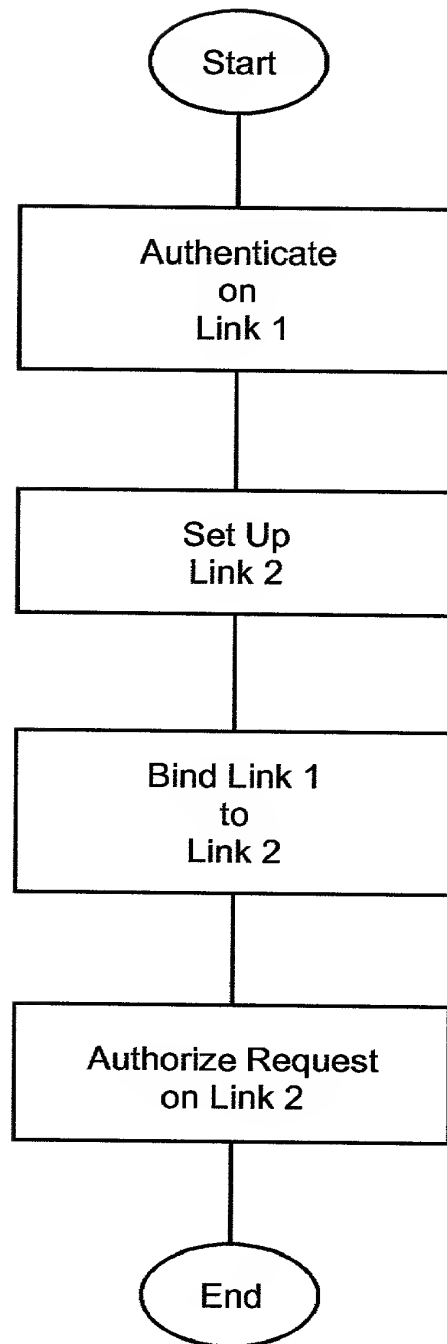 Start
Authenticate
on
Link 1
Set Up
Link 2
Bind Link 1
to
Link 2
Authorize Request
on Link 2
End